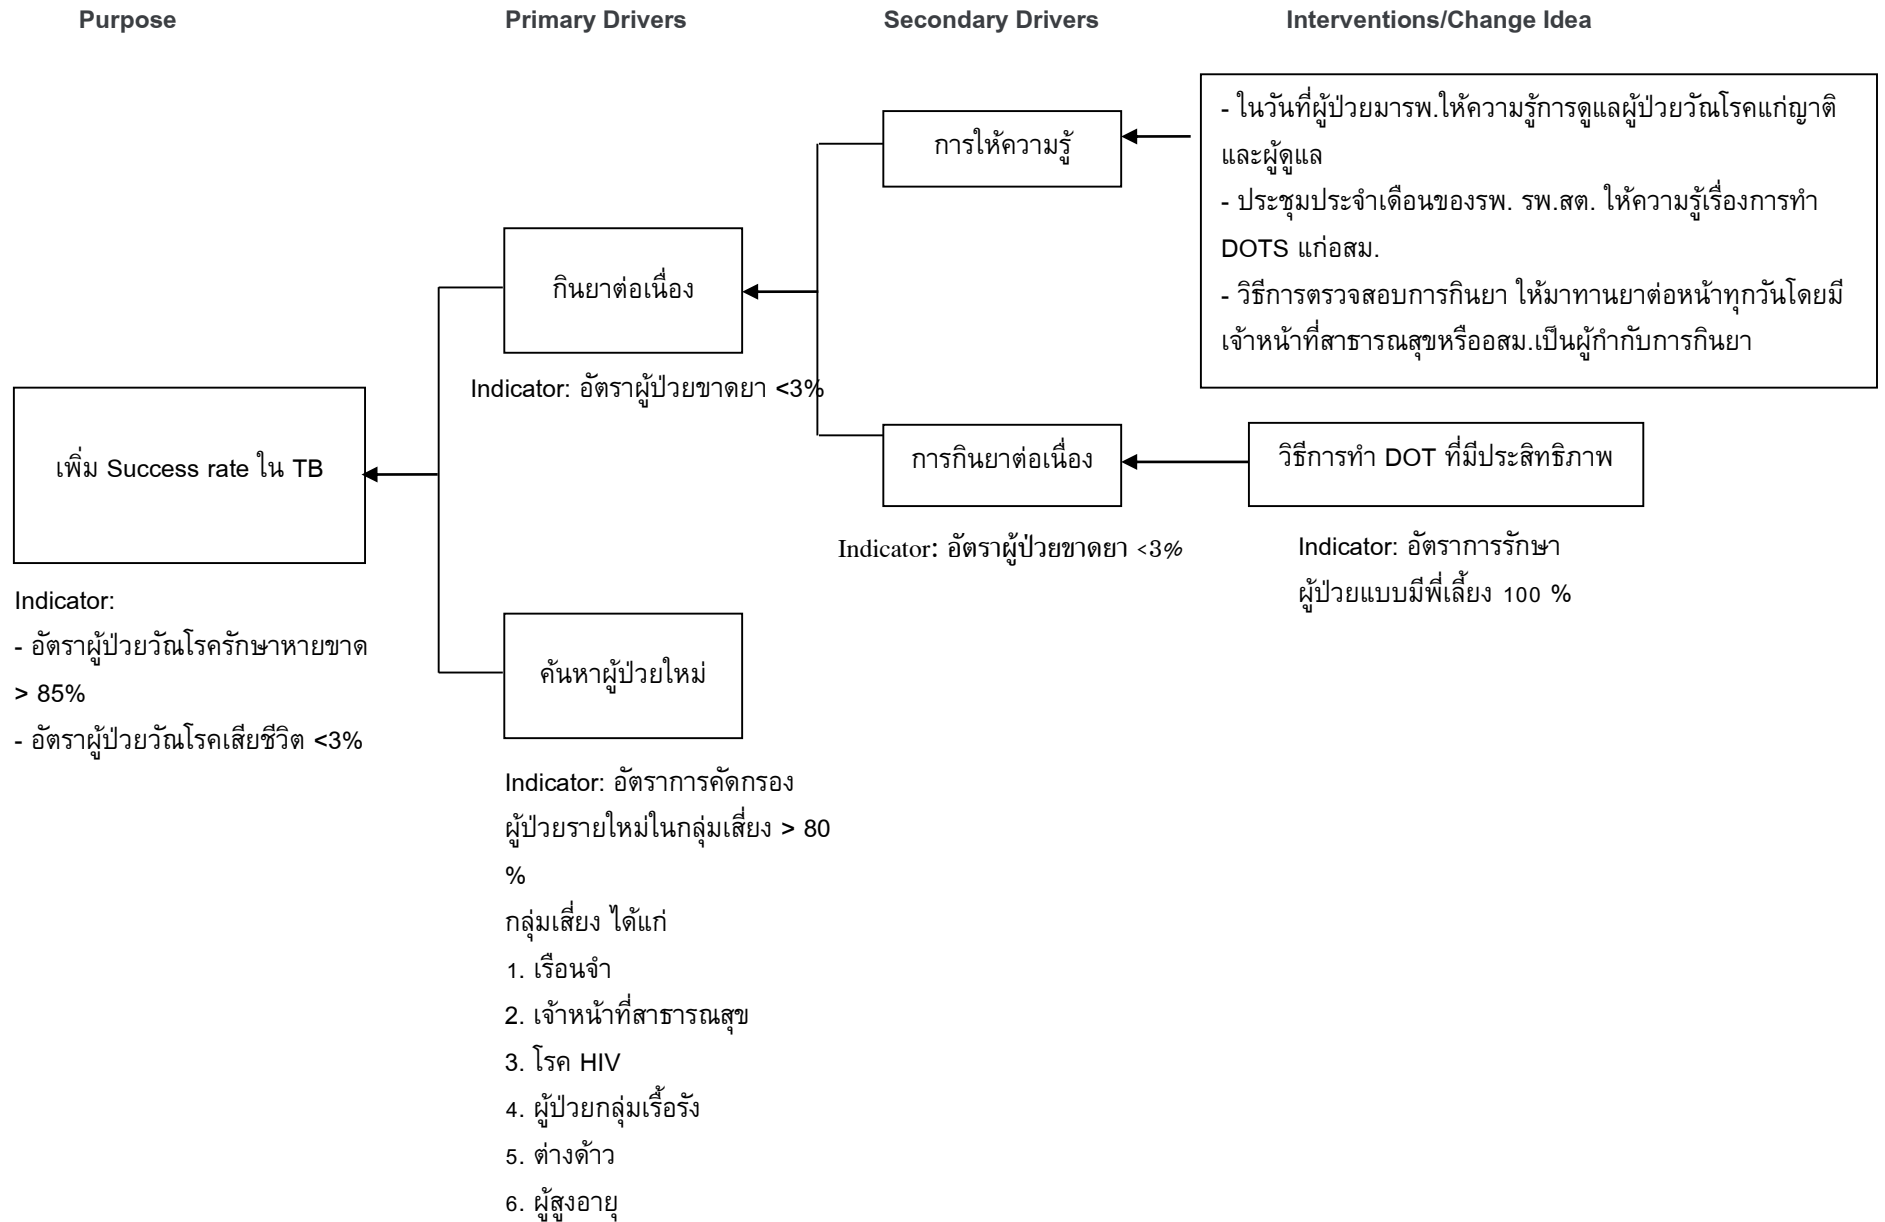 Purpose
Primary Drivers
Secondary Drivers
Interventions/Change Idea
เพิ่ม Success rate ใน TB
Indicator:
- อัตราผู้ป่วยวัณโรครักษาหายขาด
> 85%
- อัตราผู้ป่วยวัณโรคเสียชีวิต <3%
กินยาต่อเนื่อง
Indicator: อัตราผู้ป่วยขาดยา <3%
ค้นหาผู้ป่วยใหม่
Indicator: อัตราการคัดกรอง
ผู้ป่วยรายใหม่ในกลุ่มเสี่ยง > 80
%
กลุ่มเสี่ยง ได้แก่
1. เรือนจำ
2. เจ้าหน้าที่สาธารณสุข
3. โรค HIV
4. ผู้ป่วยกลุ่มเรื้อรัง
5. ต่างด้าว
6. ผู้สูงอายุ
การให้ความรู้
การกินยาต่อเนื่อง
Indicator: อัตราผู้ป่วยขาดยา <3%
- ในวันที่ผู้ป่วยมารพ.ให้ความรู้การดูแลผู้ป่วยวัณโรคแก่ญาติ
และผู้ดูแล
- ประชุมประจำเดือนของรพ. รพ.สต. ให้ความรู้เรื่องการทำ
DOTS แก่อสม.
- วิธีการตรวจสอบการกินยา ให้มาทานยาต่อหน้าทุกวันโดยมี
เจ้าหน้าที่สาธารณสุขหรืออสม.เป็นผู้กำกับการกินยา
วิธีการทำ DOT ที่มีประสิทธิภาพ
Indicator: อัตราการรักษา
ผู้ป่วยแบบมีพี่เลี้ยง 100 %